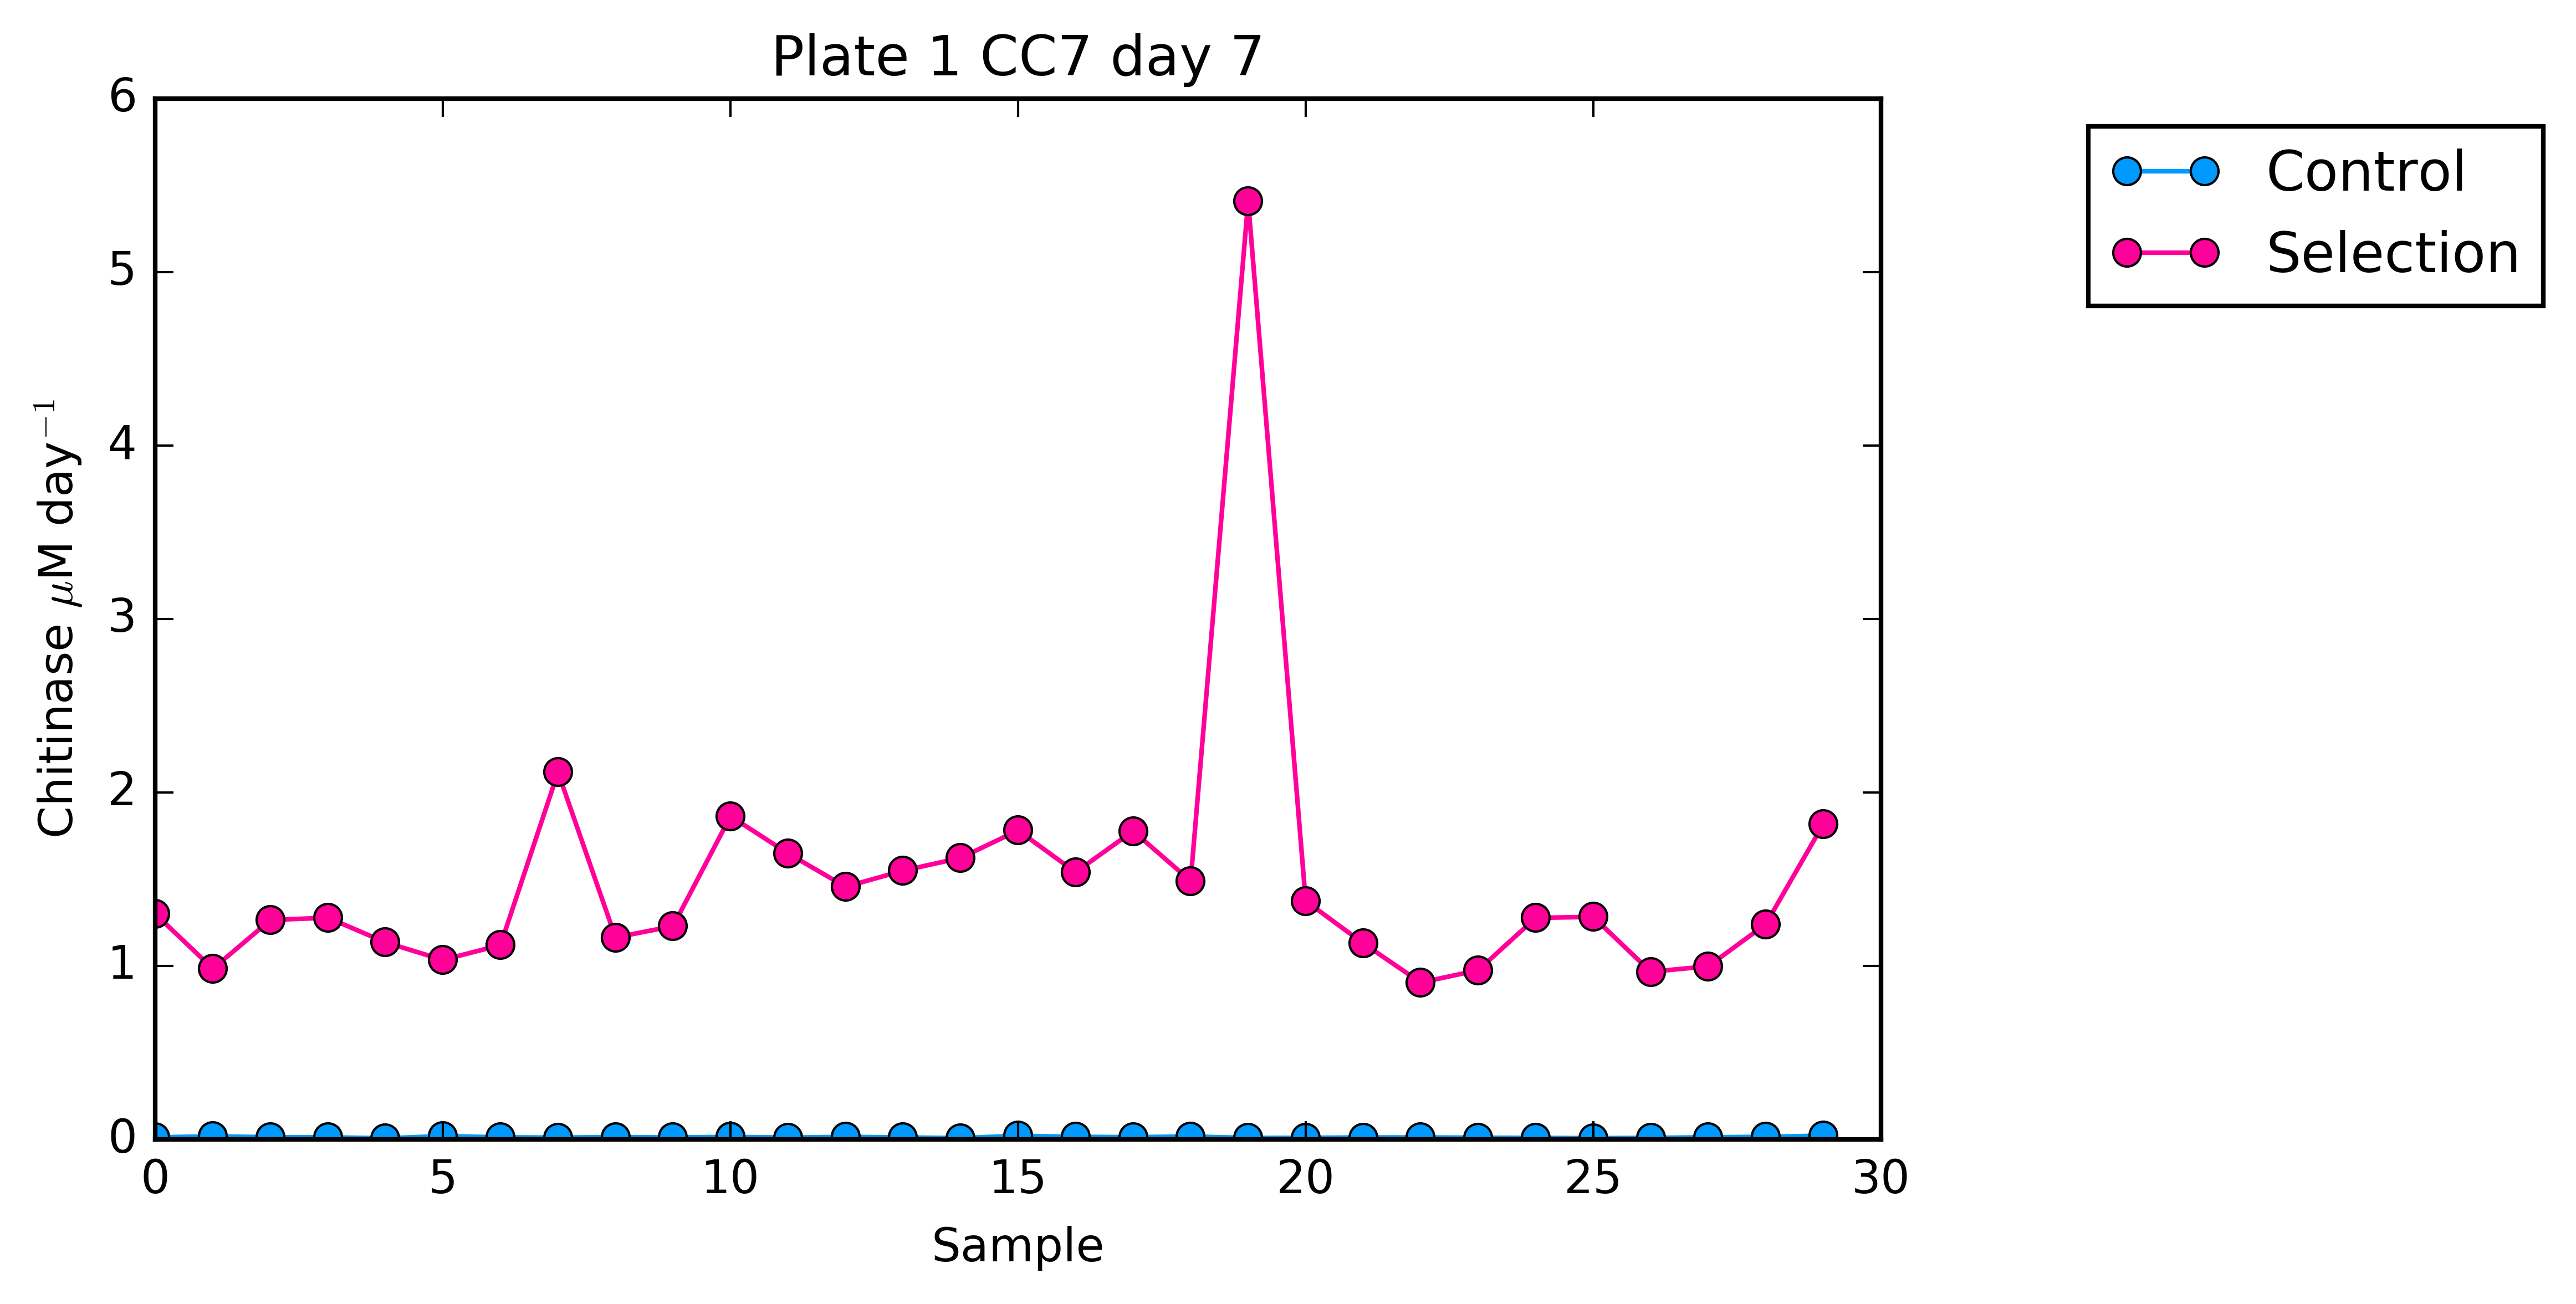 Plate 1 CC7 day 7
6
5
4
3
2
1
0
Chitinase μM day⁻¹
0 5 10 15 20 25 30
Sample
Control
Selection